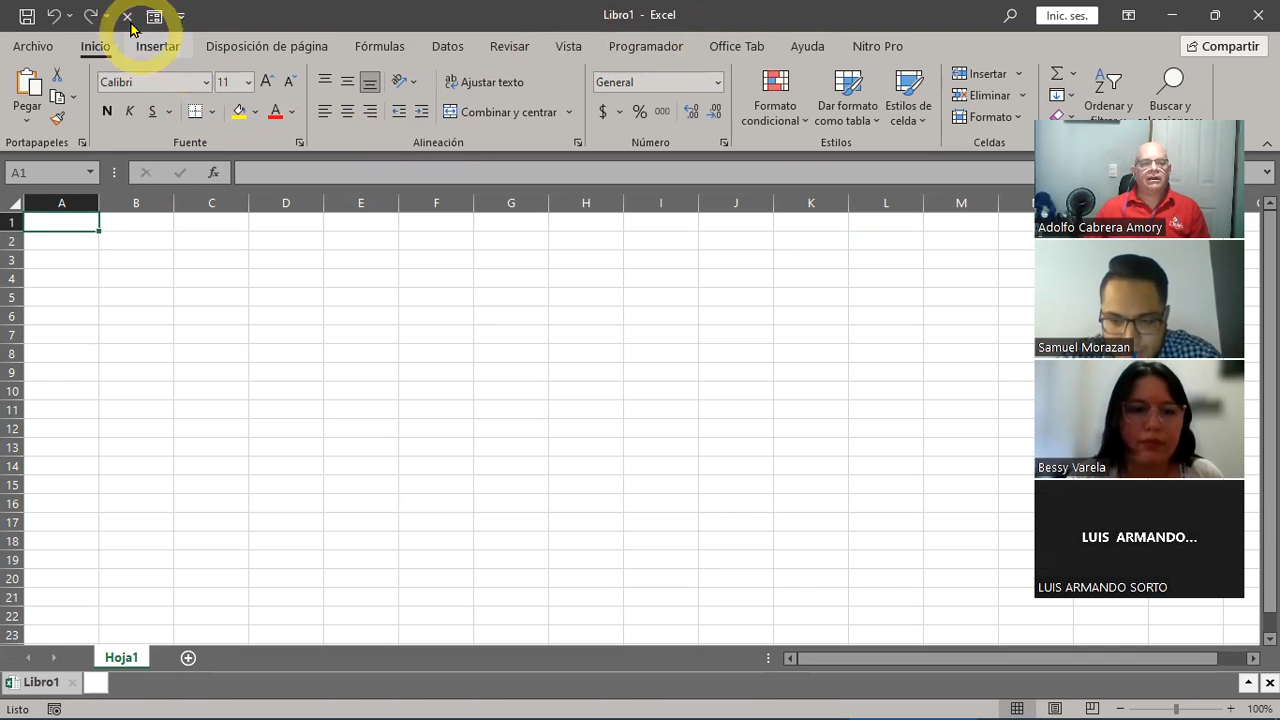 Libro1 - Excel
Inic. ses.
Archivo Inicio Insertar Disposición de página Fórmulas Datos Revisar Vista Programador Office Tab Ayuda Nitro Pro Compartir
Pegar
Calibri 11
N K S A
Ajustar texto
Combinar y centrar
General
$ % 000
Formato condicional
Dar formato como tabla
Estilos de celda
Insertar
Eliminar
Formato
Ordenar y
Buscar y
Portapapeles Fuente Alineación Número Estilos Celdas
A1 fx
A B C D E F G H I J K L M
1
2
3
4
5
6
7
8
9
10
11
12
13
14
15
16
17
18
19
20
21
22
23
Adolfo Cabrera Amory
Samuel Morazan
Bessy Varela
LUIS ARMANDO...
LUIS ARMANDO SORTO
Hoja1
Libro1
Listo
100%